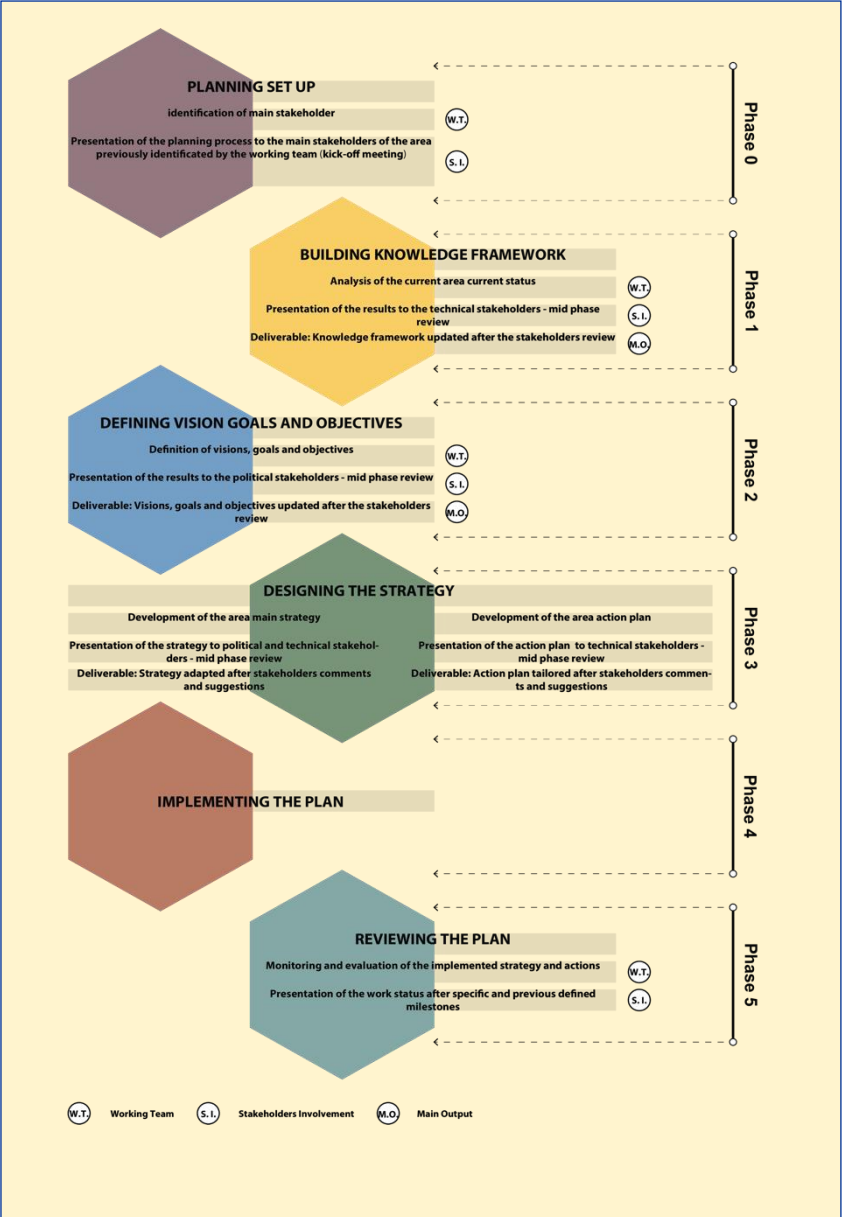 PLANNING SET UP
identification of main stakeholder
W.T.
Presentation of the planning process to the main stakeholders of the area
previously identificated by the working team (kick-off meeting)
S. I.
Phase 0
BUILDING KNOWLEDGE FRAMEWORK
Analysis of the current area current status
W.T.
Presentation of the results to the technical stakeholders - mid phase
review
S. I.
Deliverable: Knowledge framework updated after the stakeholders review
M.O.
Phase 1
DEFINING VISION GOALS AND OBJECTIVES
Definition of visions, goals and objectives
W.T.
Presentation of the results to the political stakeholders - mid phase review
S. I.
Deliverable: Visions, goals and objectives updated after the stakeholders
review
M.O.
Phase 2
DESIGNING THE STRATEGY
Development of the area main strategy
Presentation of the strategy to political and technical stakehol-
ders - mid phase review
Deliverable: Strategy adapted after stakeholders comments
and suggestions
Development of the area action plan
Presentation of the action plan to technical stakeholders -
mid phase review
Deliverable: Action plan tailored after stakeholders commen-
ts and suggestions
Phase 3
IMPLEMENTING THE PLAN
Phase 4
REVIEWING THE PLAN
Monitoring and evaluation of the implemented strategy and actions
W.T.
Presentation of the work status after specific and previous defined
milestones
S. I.
Phase 5
W.T. Working Team S. I. Stakeholders Involvement M.O. Main Output